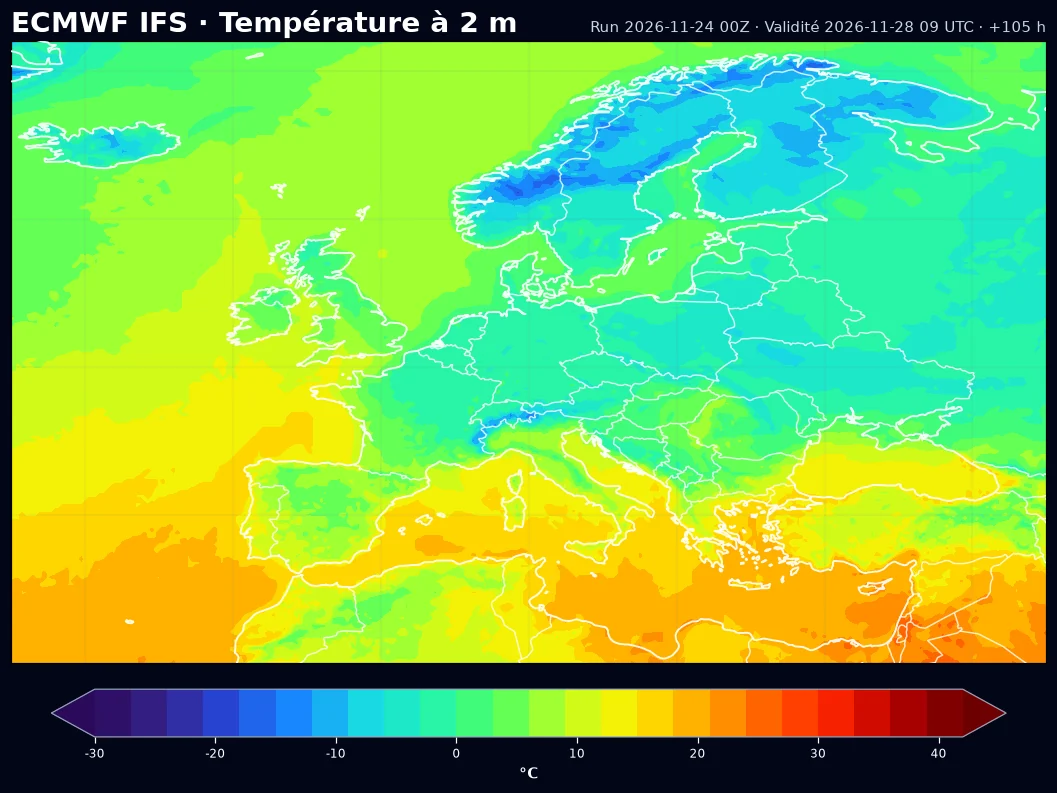 ECMWF IFS · Température à 2 m
Run 2026-11-24 00Z · Validité 2026-11-28 09 UTC · +105 h
-30 -20 -10 0 10 20 30 40
°C